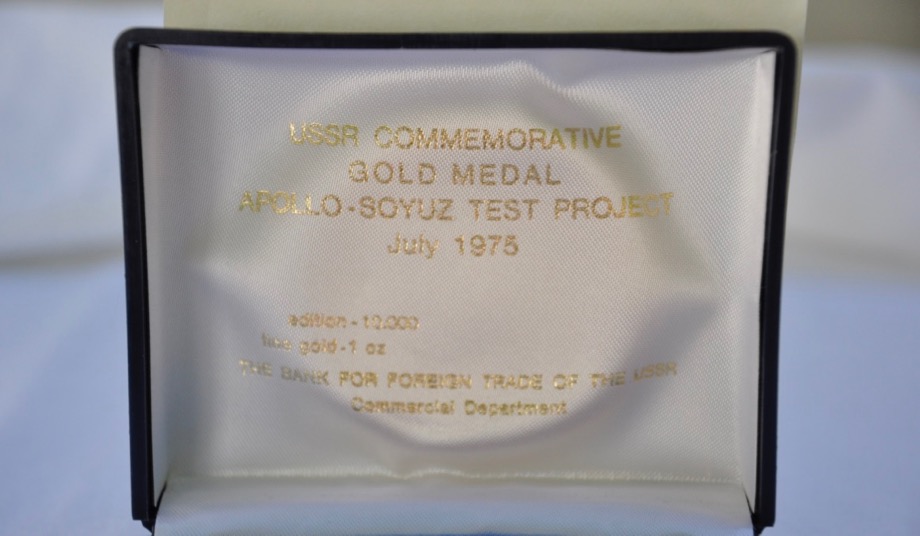 USSR COMMEMORATIVE
GOLD MEDAL
APOLLO-SOYUZ TEST PROJECT
July 1975
edition - 12.000
fine gold-1 oz
THE BANK FOR FOREIGN TRADE OF THE USSR
Commercial Department